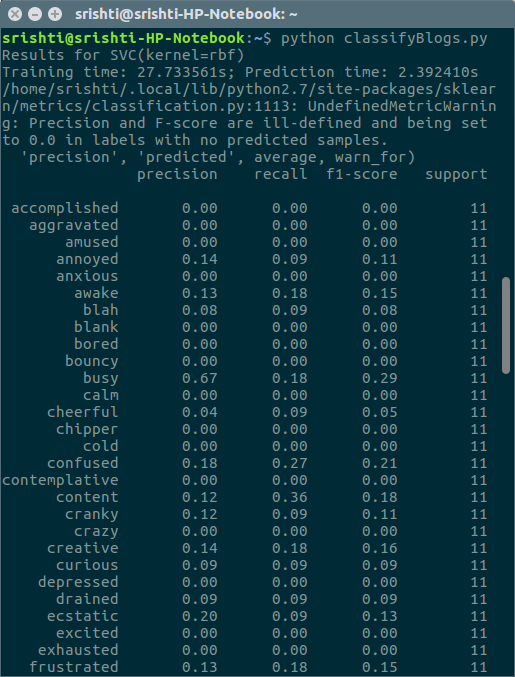 srishti@srishti-HP-Notebook: ~
srishti@srishti-HP-Notebook:~$ python classifyBlogs.py
Results for SVC(kernel=rbf)
Training time: 27.733561s; Prediction time: 2.392410s
/home/srishti/.local/lib/python2.7/site-packages/sklear
n/metrics/classification.py:1113: UndefinedMetricWarnin
g: Precision and F-score are ill-defined and being set
to 0.0 in labels with no predicted samples.
'precision', 'predicted', average, warn_for)
precision recall f1-score support
accomplished 0.00 0.00 0.00 11
aggravated 0.00 0.00 0.00 11
amused 0.00 0.00 0.00 11
annoyed 0.14 0.09 0.11 11
anxious 0.00 0.00 0.00 11
awake 0.13 0.18 0.15 11
blah 0.08 0.09 0.08 11
blank 0.00 0.00 0.00 11
bored 0.00 0.00 0.00 11
bouncy 0.00 0.00 0.00 11
busy 0.67 0.18 0.29 11
calm 0.00 0.00 0.00 11
cheerful 0.04 0.09 0.05 11
chipper 0.00 0.00 0.00 11
cold 0.00 0.00 0.00 11
confused 0.18 0.27 0.21 11
contemplative 0.00 0.00 0.00 11
content 0.12 0.36 0.18 11
cranky 0.12 0.09 0.11 11
crazy 0.00 0.00 0.00 11
creative 0.14 0.18 0.16 11
curious 0.09 0.09 0.09 11
depressed 0.00 0.00 0.00 11
drained 0.09 0.09 0.09 11
ecstatic 0.20 0.09 0.13 11
excited 0.00 0.00 0.00 11
exhausted 0.00 0.00 0.00 11
frustrated 0.13 0.18 0.15 11